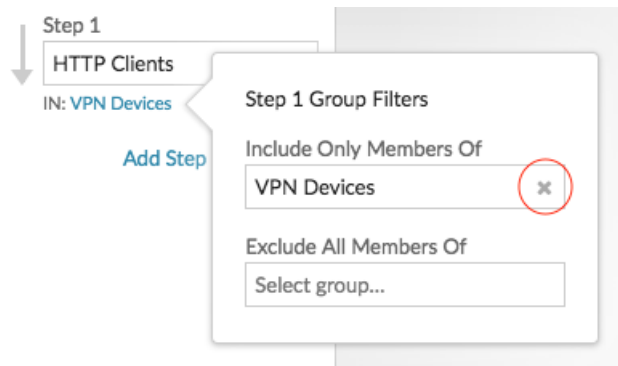 Step 1
HTTP Clients
IN: VPN Devices
Add Step
Step 1 Group Filters
Include Only Members Of
VPN Devices
Exclude All Members Of
Select group...